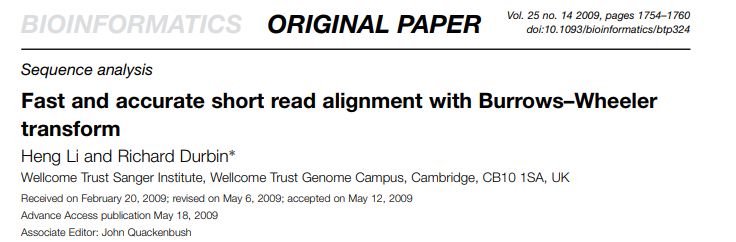 BIOINFORMATICS ORIGINAL PAPER Vol. 25 no. 14 2009, pages 1754–1760
doi:10.1093/bioinformatics/btp324
Sequence analysis
Fast and accurate short read alignment with Burrows–Wheeler
transform
Heng Li and Richard Durbin*
Wellcome Trust Sanger Institute, Wellcome Trust Genome Campus, Cambridge, CB10 1SA, UK
Received on February 20, 2009; revised on May 6, 2009; accepted on May 12, 2009
Advance Access publication May 18, 2009
Associate Editor: John Quackenbush